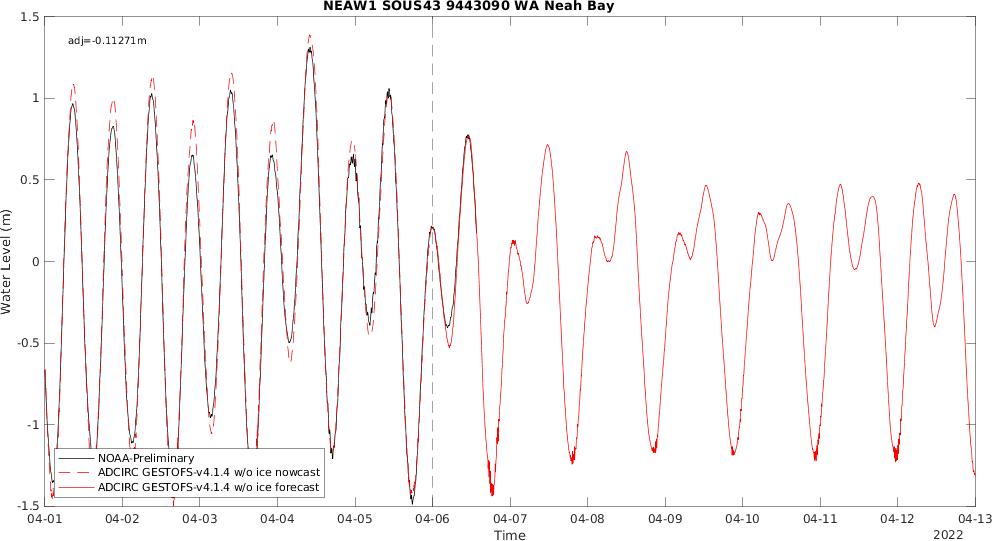 NEAW1 SOUS43 9443090 WA Neah Bay
adj=-0.11271m
1.5
1
0.5
0
-0.5
-1
-1.5
Water Level (m)
NOAA-Preliminary
ADCIRC GESTOFS-v4.1.4 w/o ice nowcast
ADCIRC GESTOFS-v4.1.4 w/o ice forecast
04-01 04-02 04-03 04-04 04-05 04-06 04-07 04-08 04-09 04-10 04-11 04-12 04-13
Time
2022